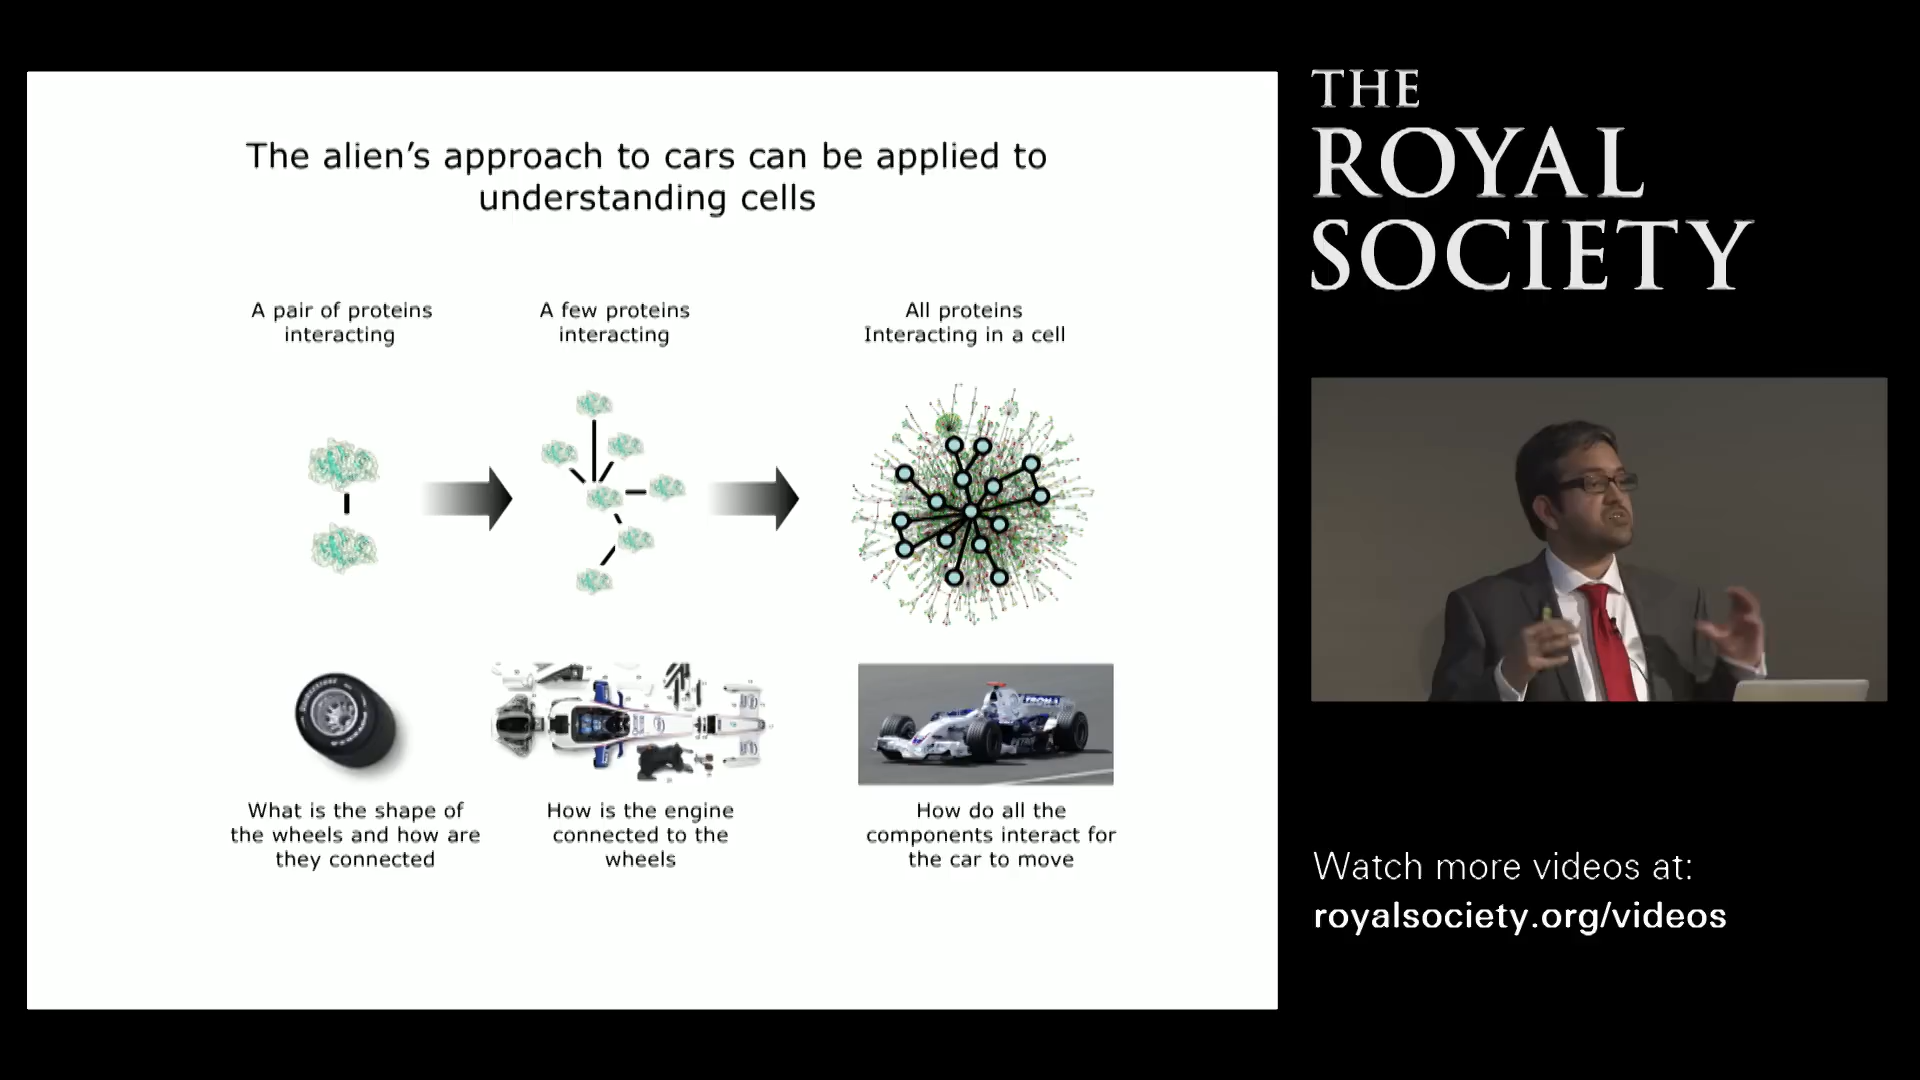 The alien’s approach to cars can be applied to
understanding cells
A pair of proteins
interacting
A few proteins
interacting
All proteins
Interacting in a cell
What is the shape of
the wheels and how are
they connected
How is the engine
connected to the
wheels
How do all the
components interact for
the car to move
THE
ROYAL
SOCIETY
Watch more videos at:
royalsociety.org/videos